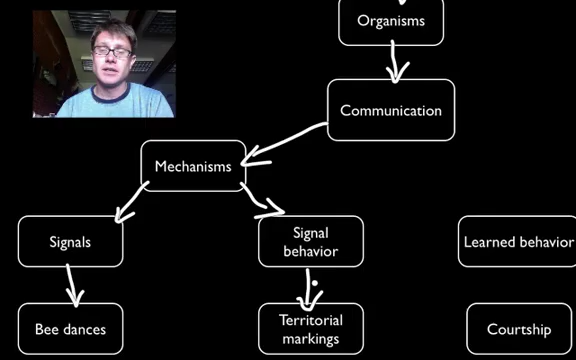 Organisms
Communication
Mechanisms
Signals
Signal
behavior
Learned behavior
Bee dances
Territorial
markings
Courtship